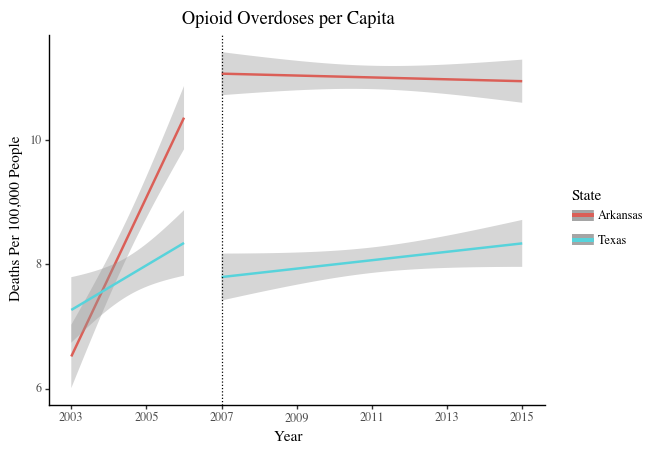 Opioid Overdoses per Capita
Deaths Per 100,000 People
10
8
6
2003 2005 2007 2009 2011 2013 2015
Year
State
Arkansas
Texas